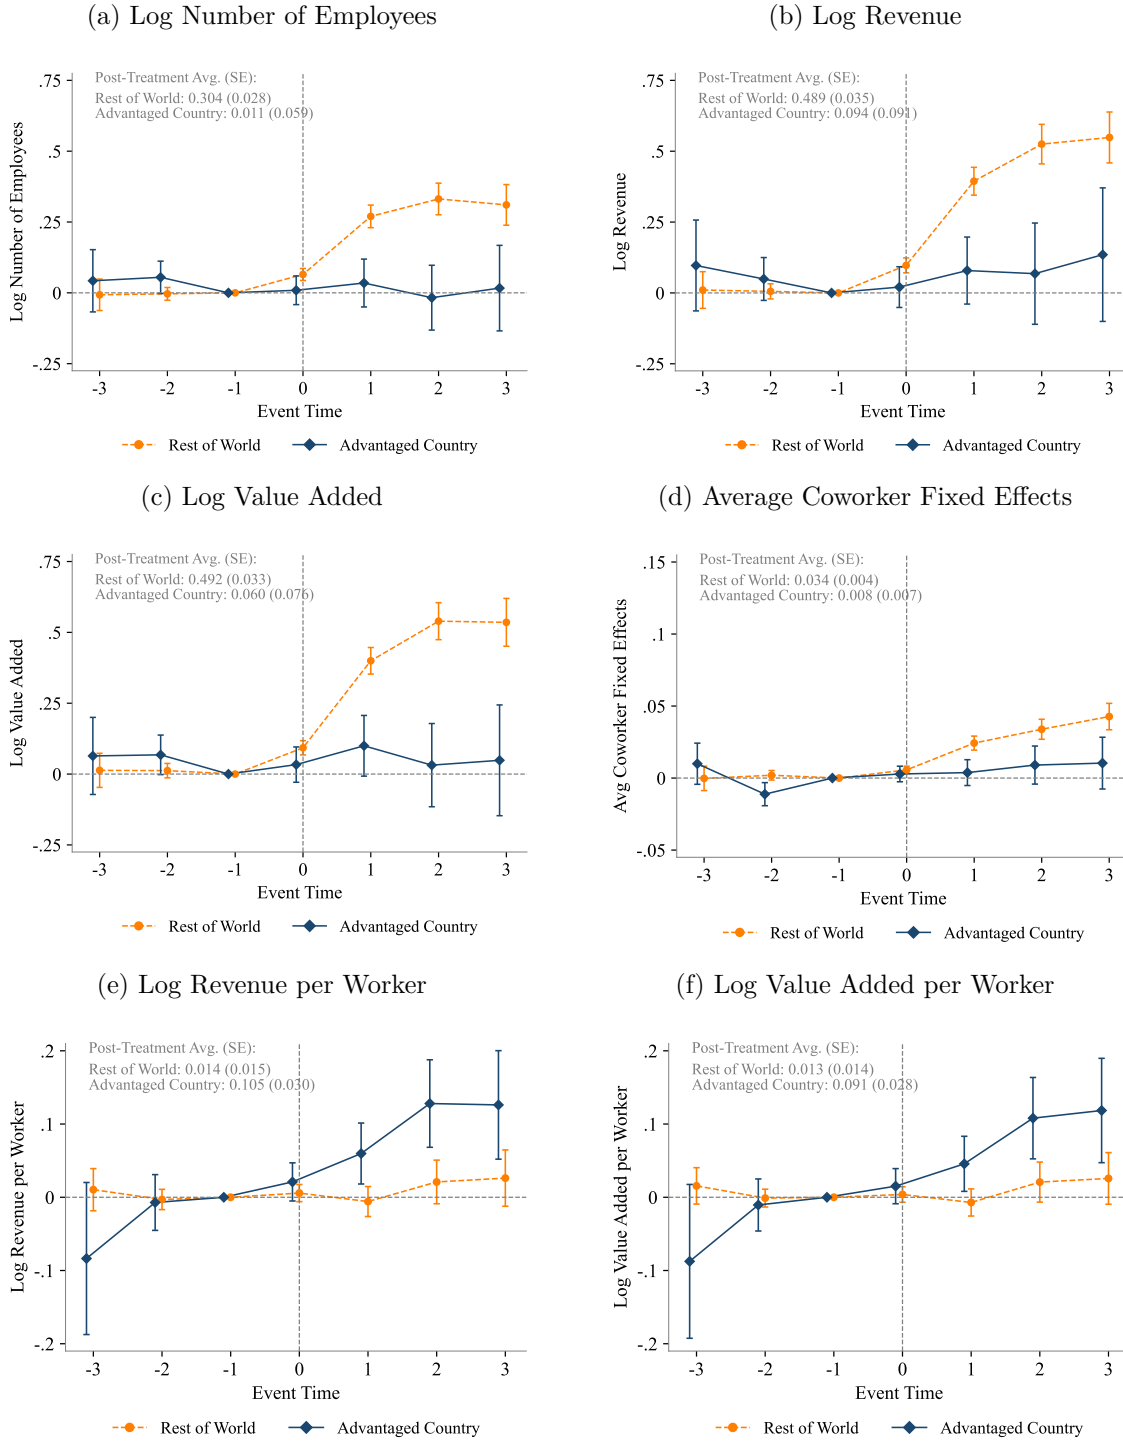 (a) Log Number of Employees
Log Number of Employees
.75
.5
.25
0
-.25
Post-Treatment Avg. (SE):
Rest of World: 0.304 (0.028)
Advantaged Country: 0.011 (0.059)
-3 -2 -1 0 1 2 3
Event Time
Rest of World Advantaged Country
(b) Log Revenue
Log Revenue
.75
.5
.25
0
-.25
Post-Treatment Avg. (SE):
Rest of World: 0.489 (0.035)
Advantaged Country: 0.094 (0.091)
-3 -2 -1 0 1 2 3
Event Time
Rest of World Advantaged Country
(c) Log Value Added
Log Value Added
.75
.5
.25
0
-.25
Post-Treatment Avg. (SE):
Rest of World: 0.492 (0.033)
Advantaged Country: 0.060 (0.076)
-3 -2 -1 0 1 2 3
Event Time
Rest of World Advantaged Country
(d) Average Coworker Fixed Effects
Avg Coworker Fixed Effects
.15
.1
.05
0
-.05
Post-Treatment Avg. (SE):
Rest of World: 0.034 (0.004)
Advantaged Country: 0.008 (0.007)
-3 -2 -1 0 1 2 3
Event Time
Rest of World Advantaged Country
(e) Log Revenue per Worker
Log Revenue per Worker
.2
.1
0
-.1
-.2
Post-Treatment Avg. (SE):
Rest of World: 0.014 (0.015)
Advantaged Country: 0.105 (0.030)
-3 -2 -1 0 1 2 3
Event Time
Rest of World Advantaged Country
(f) Log Value Added per Worker
Log Value Added per Worker
.2
.1
0
-.1
-.2
Post-Treatment Avg. (SE):
Rest of World: 0.013 (0.014)
Advantaged Country: 0.091 (0.028)
-3 -2 -1 0 1 2 3
Event Time
Rest of World Advantaged Country